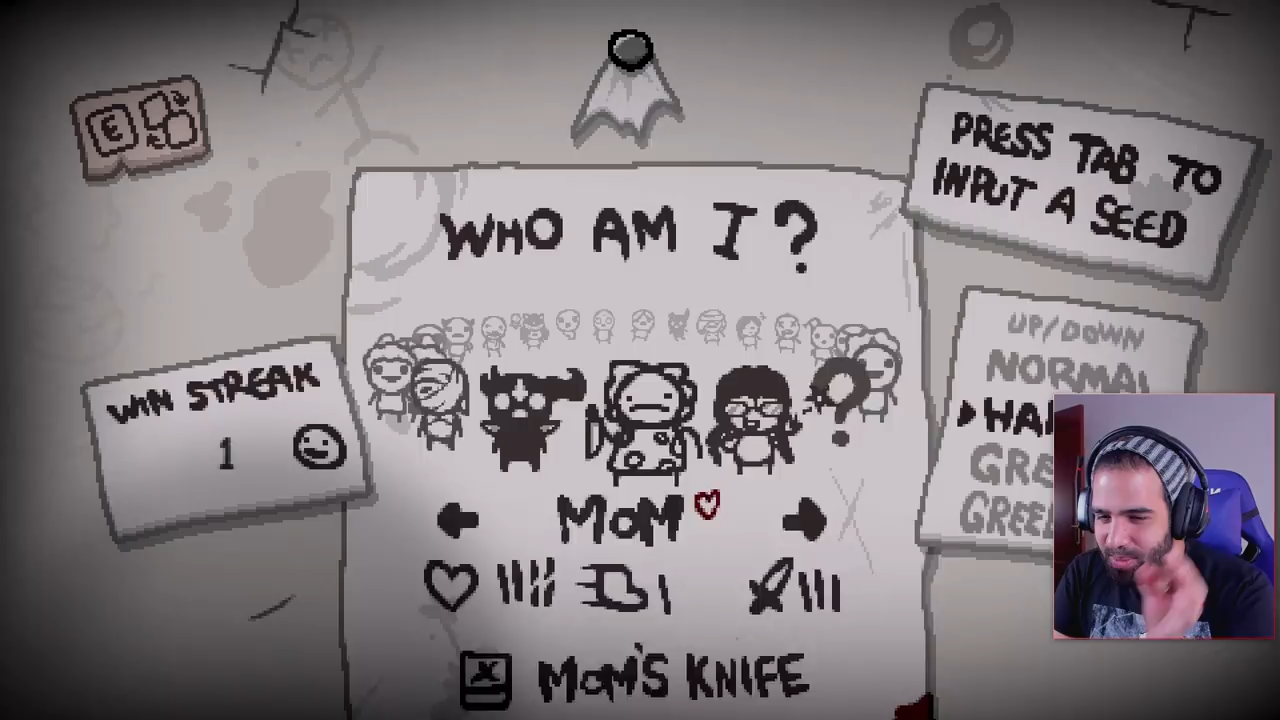 PRESS TAB TO
INPUT A SEED
WHO AM I?
UP/DOWN
NORMAL
WIN STREAK
1
MOM
MOM'S KNIFE